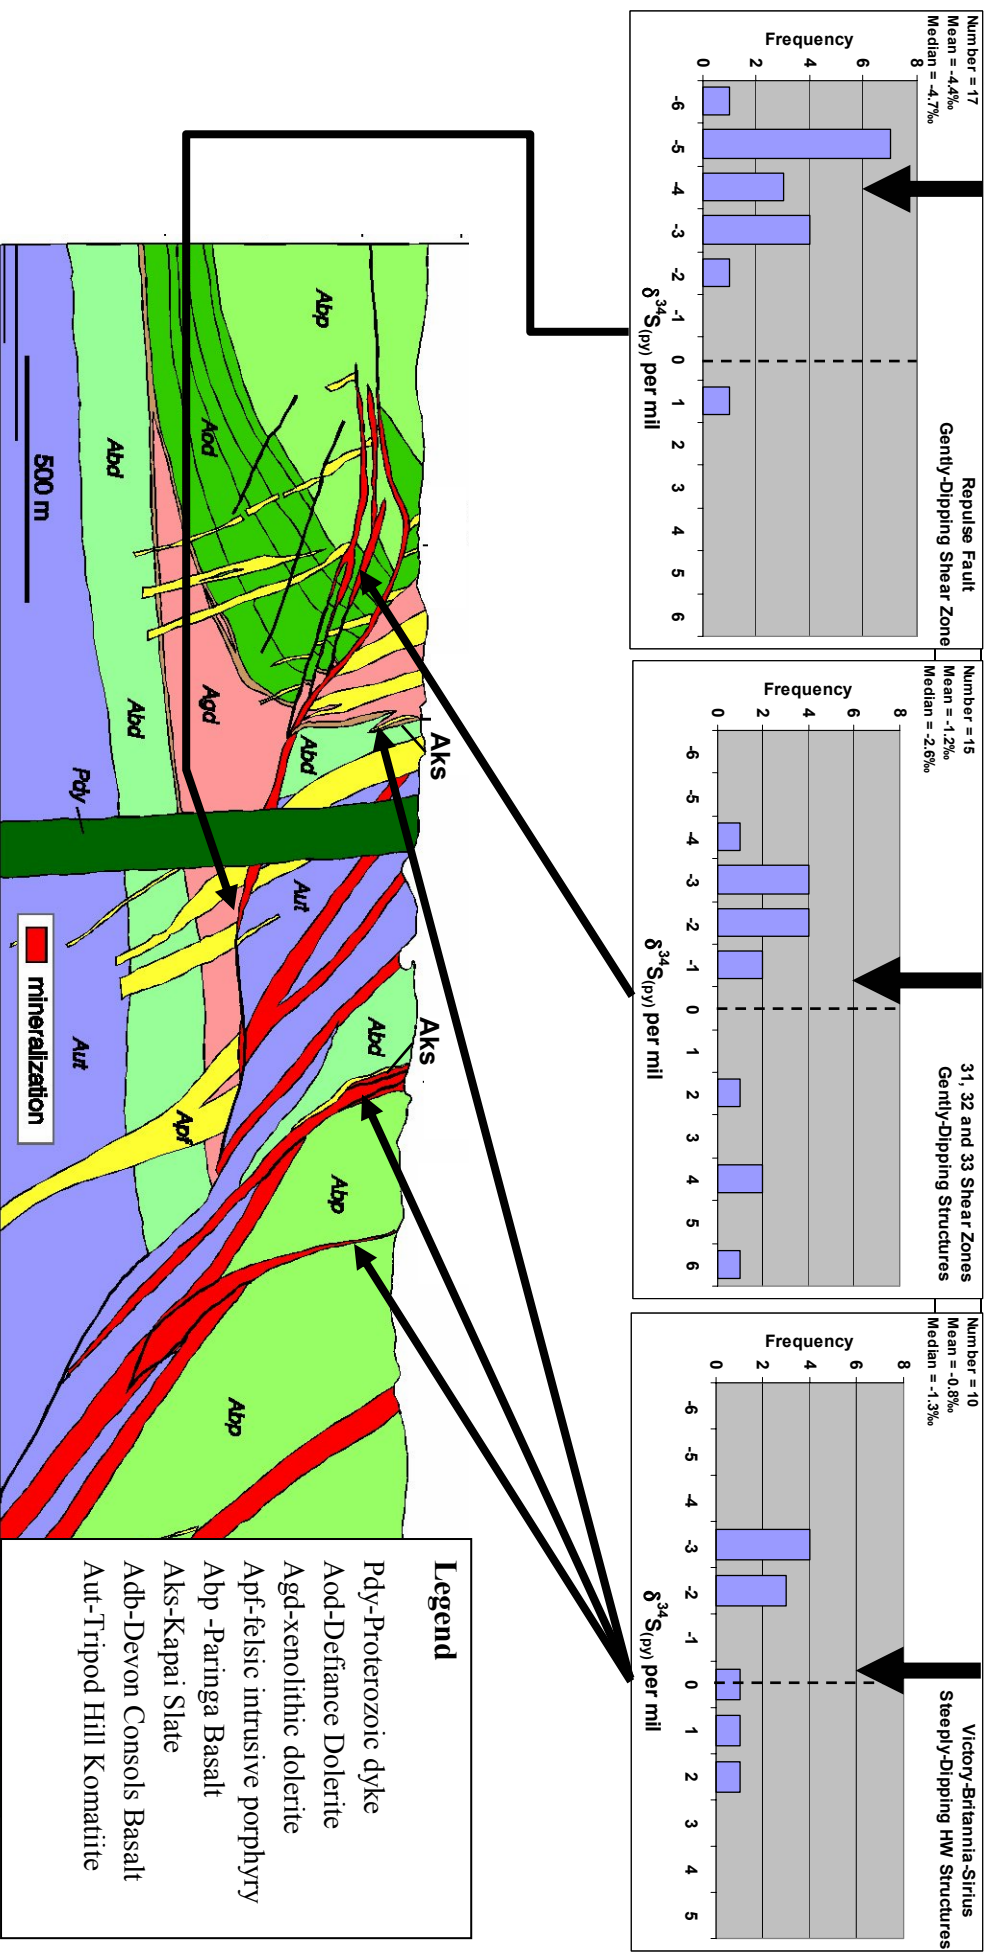 Number = 17
Mean = -4.4‰
Median = -4.7‰
Repulse Fault
Gently-Dipping Shear Zone
Frequency
0
2
4
6
8
-6
-5
-4
-3
-2
-1
0
1
2
3
4
5
6
δ34S(py) per mil
Number = 15
Mean = -1.2‰
Median = -2.6‰
31, 32 and 33 Shear Zones
Gently-Dipping Structures
Frequency
0
2
4
6
8
-6
-5
-4
-3
-2
-1
0
1
2
3
4
5
6
δ34S(py) per mil
Number = 10
Mean = -0.8‰
Median = -1.3‰
Victory-Britannia-Sirius
Steeply-Dipping HW Structures
Frequency
0
2
4
6
8
-6
-5
-4
-3
-2
-1
0
1
2
3
4
5
δ34S(py) per mil
Aks
Aks
Abp
Aod
Abd
Abd
Agd
Abd
Pdy
Aut
Aut
Abd
Apf
Abp
Abp
500 m
mineralization
Legend
Pdy-Proterozoic dyke
Aod-Defiance Dolerite
Agd-xenolithic dolerite
Apf-felsic intrusive porphyry
Abp -Paringa Basalt
Aks-Kapai Slate
Adb-Devon Consols Basalt
Aut-Tripod Hill Komatiite